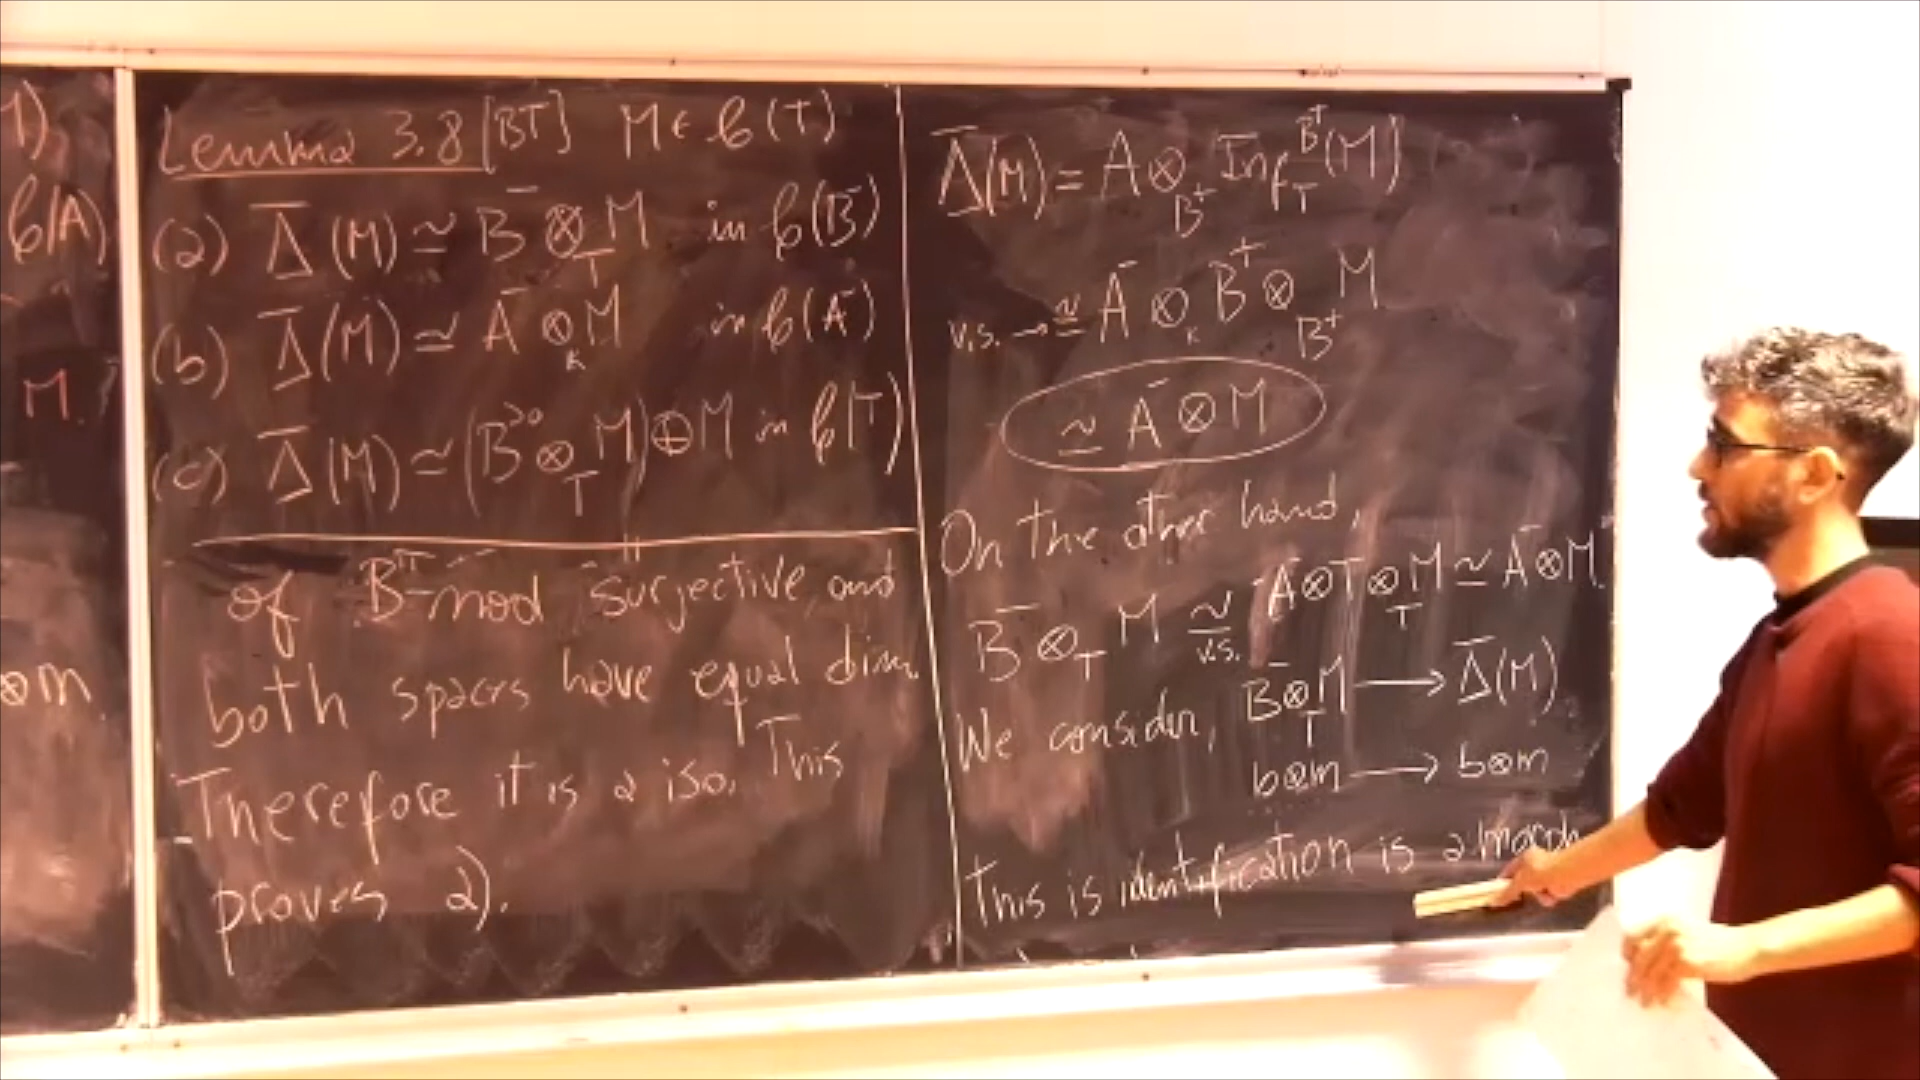 1)
𝒞(A)
M.
⊗m
Lemma 3.8 [BT] M ∈ 𝒞(T)
(a) Δ̄(M) ≃ B⁻ ⊗_T M in 𝒞(B⁻)
(b) Δ̄(M) ≃ A⁻ ⊗_K M in 𝒞(A⁻)
(c) Δ̄(M) ≃ (B^{>0} ⊗_T M) ⊕ M in 𝒞(T)
of B⁻-mod surjective, and
both spaces have equal dim.
Therefore it is a iso. This
proves a).
Δ̄(M) = A ⊗_{B⁺} Inf_T^{B⁺}(M)
v.s. → ≃ A⁻ ⊗_K B⁺ ⊗_{B⁺} M
≃ A⁻ ⊗ M
On the other hand,
B⁻ ⊗_T M ≃_{v.s.} A⁻ ⊗ T ⊗_T M ≃ A⁻ ⊗ M.
We consider, B⁻ ⊗_T M ⟶ Δ̄(M)
b⊗m ⟶ b⊗m
This is identification is a morph